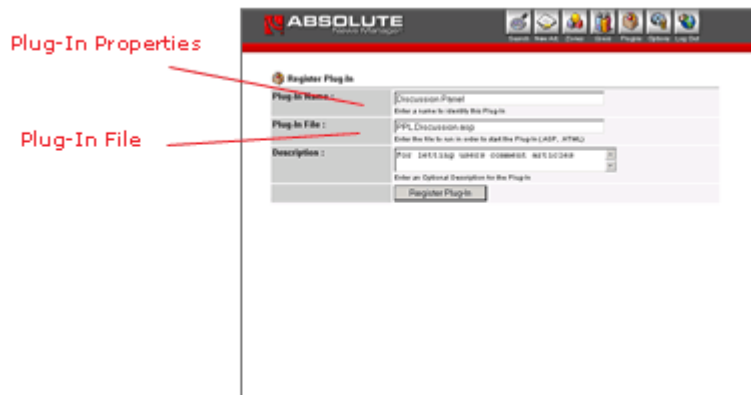 ABSOLUTE
News Manager
Search New Art. Zones Users Plugins Options Log Out
Plug-In Properties
Register Plug-In
Plug-In Name :
Discussion Panel
Enter a name to identify this Plug-In
Plug-In File
Plug-In File :
PPLDiscussion.asp
Enter the file to run in order to start the Plug-In (.ASP, .HTML)
Description :
For letting users comment articles
Enter an Optional Description for the Plug-In
Register Plug-In